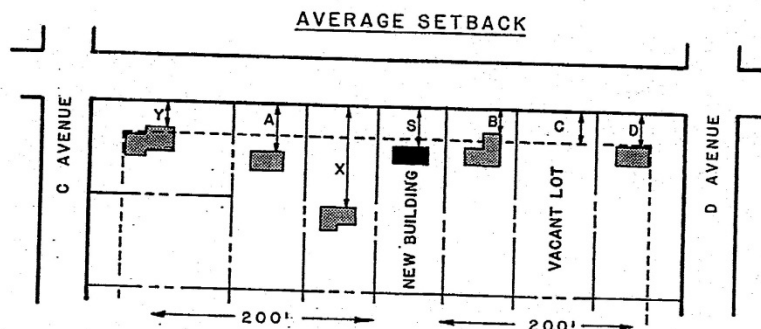 AVERAGE SETBACK
C AVENUE
Y
A
X
S
B
C
D
NEW BUILDING
VACANT LOT
D AVENUE
200'
200'